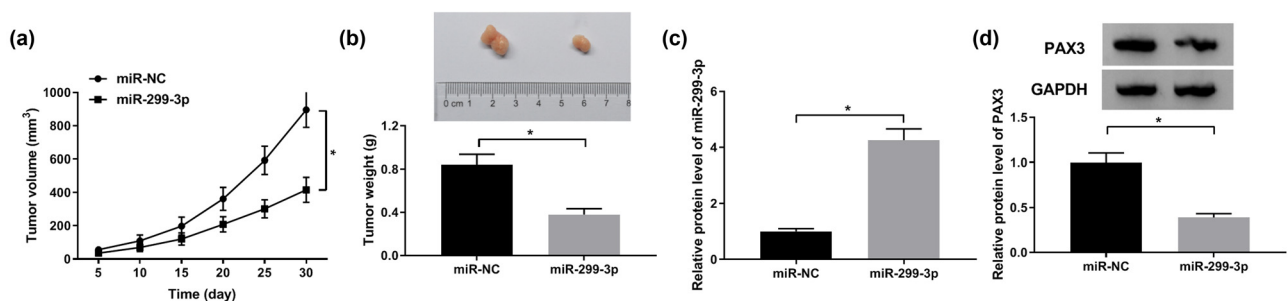 (a)
miR-NC
miR-299-3p
Tumor volume (mm3)
1000
800
600
400
200
0
*
5 10 15 20 25 30
Time (day)
(b)
0 cm 1 2 3 4 5 6 7 8
Tumor weight (g)
1.2
0.8
0.4
0.0
*
miR-NC miR-299-3p
(c)
Relative protein level of miR-299-3p
6
4
2
0
*
miR-NC miR-299-3p
(d)
PAX3
GAPDH
Relative protein level of PAX3
1.5
1.0
0.5
0.0
*
miR-NC miR-299-3p